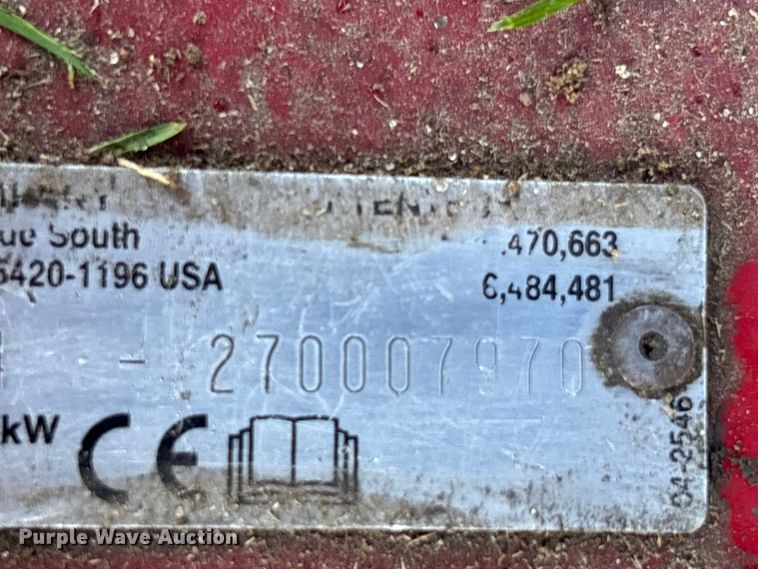 ue South
5420-1196 USA
.470,663
6,484,481
- 270007970
kW
CE
04-2546
Purple Wave Auction